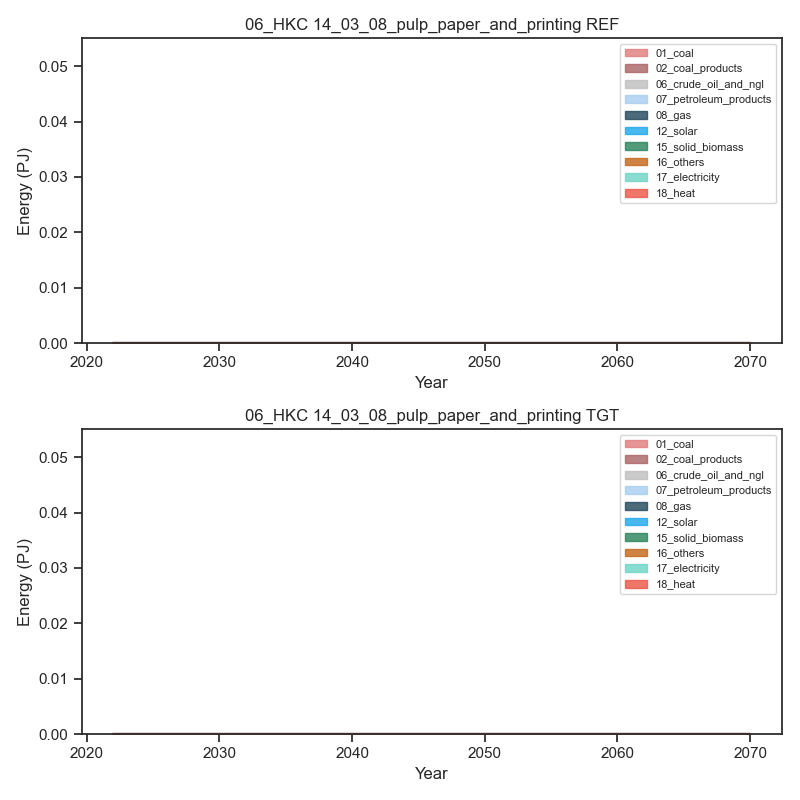 06_HKC 14_03_08_pulp_paper_and_printing REF
0.05
0.04
0.03
0.02
0.01
0.00
Energy (PJ)
01_coal
02_coal_products
06_crude_oil_and_ngl
07_petroleum_products
08_gas
12_solar
15_solid_biomass
16_others
17_electricity
18_heat
2020 2030 2040 2050 2060 2070
Year
06_HKC 14_03_08_pulp_paper_and_printing TGT
0.05
0.04
0.03
0.02
0.01
0.00
Energy (PJ)
01_coal
02_coal_products
06_crude_oil_and_ngl
07_petroleum_products
08_gas
12_solar
15_solid_biomass
16_others
17_electricity
18_heat
2020 2030 2040 2050 2060 2070
Year